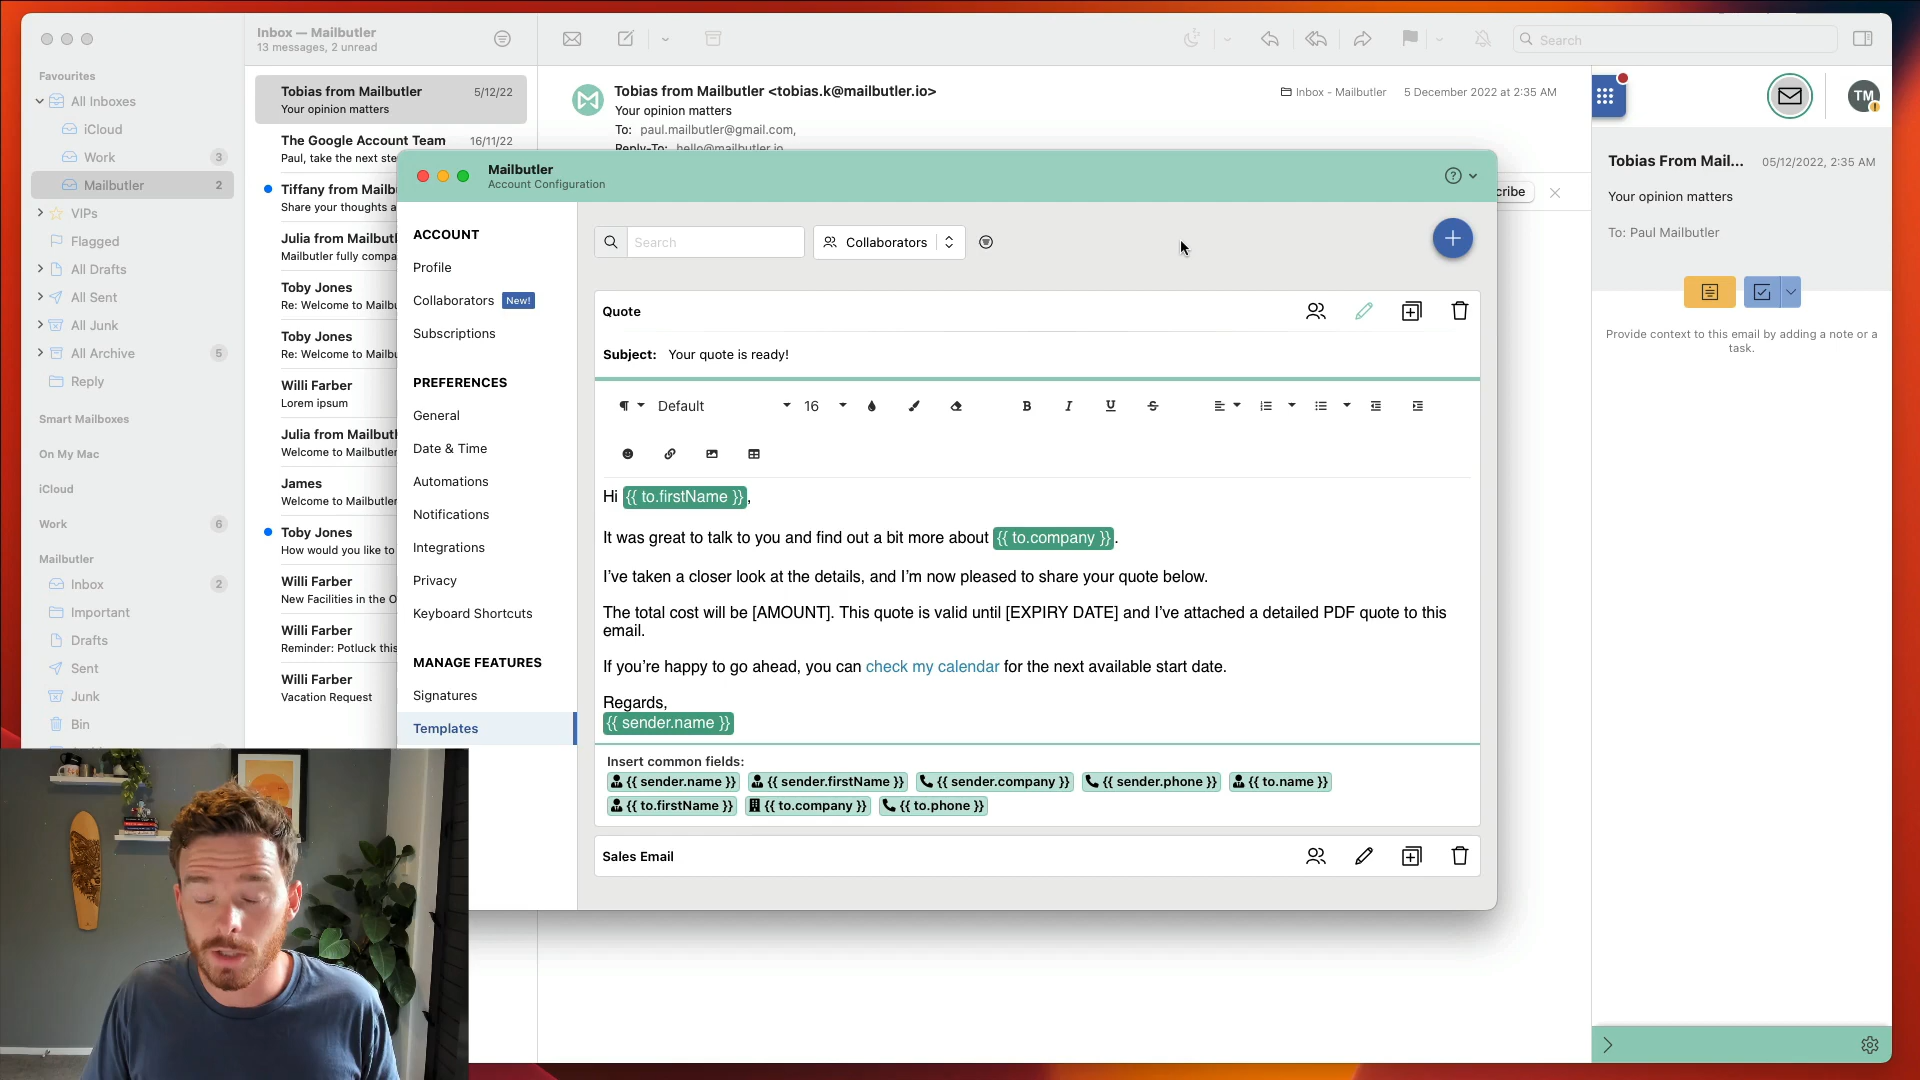 Inbox — Mailbutler
13 messages, 2 unread
Search
Favourites
All Inboxes
iCloud
Work 3
Mailbutler 2
VIPs
Flagged
All Drafts
All Sent
All Junk
All Archive 5
Reply
Smart Mailboxes
On My Mac
iCloud
Work 6
Mailbutler
Inbox 2
Important
Drafts
Sent
Junk
Bin
Tobias from Mailbutler 5/12/22
Your opinion matters
The Google Account Team 16/11/22
Paul, take the next ste
Tiffany from Mailb
Share your thoughts a
Julia from Mailbutl
Mailbutler fully compa
Toby Jones
Re: Welcome to Mailbu
Toby Jones
Re: Welcome to Mailbu
Willi Farber
Lorem ipsum
Julia from Mailbutl
Welcome to Mailbutler
James
Welcome to Mailbutler
Toby Jones
How would you like to
Willi Farber
New Facilities in the O
Willi Farber
Reminder: Potluck this
Willi Farber
Vacation Request
Tobias from Mailbutler <tobias.k@mailbutler.io>
Your opinion matters
To: paul.mailbutler@gmail.com,
Reply-To: hello@mailbutler.io
Inbox - Mailbutler 5 December 2022 at 2:35 AM
cribe
TM
Tobias From Mail... 05/12/2022, 2:35 AM
Your opinion matters
To: Paul Mailbutler
Provide context to this email by adding a note or a
task.
Mailbutler
Account Configuration
ACCOUNT
Profile
Collaborators New!
Subscriptions
PREFERENCES
General
Date & Time
Automations
Notifications
Integrations
Privacy
Keyboard Shortcuts
MANAGE FEATURES
Signatures
Templates
Search
Collaborators
Quote
Subject: Your quote is ready!
Default 16 B I U S
Hi {{ to.firstName }},
It was great to talk to you and find out a bit more about {{ to.company }}.
I’ve taken a closer look at the details, and I’m now pleased to share your quote below.
The total cost will be [AMOUNT]. This quote is valid until [EXPIRY DATE] and I’ve attached a detailed PDF quote to this
email.
If you’re happy to go ahead, you can check my calendar for the next available start date.
Regards,
{{ sender.name }}
Insert common fields:
{{ sender.name }} {{ sender.firstName }} {{ sender.company }} {{ sender.phone }} {{ to.name }}
{{ to.firstName }} {{ to.company }} {{ to.phone }}
Sales Email